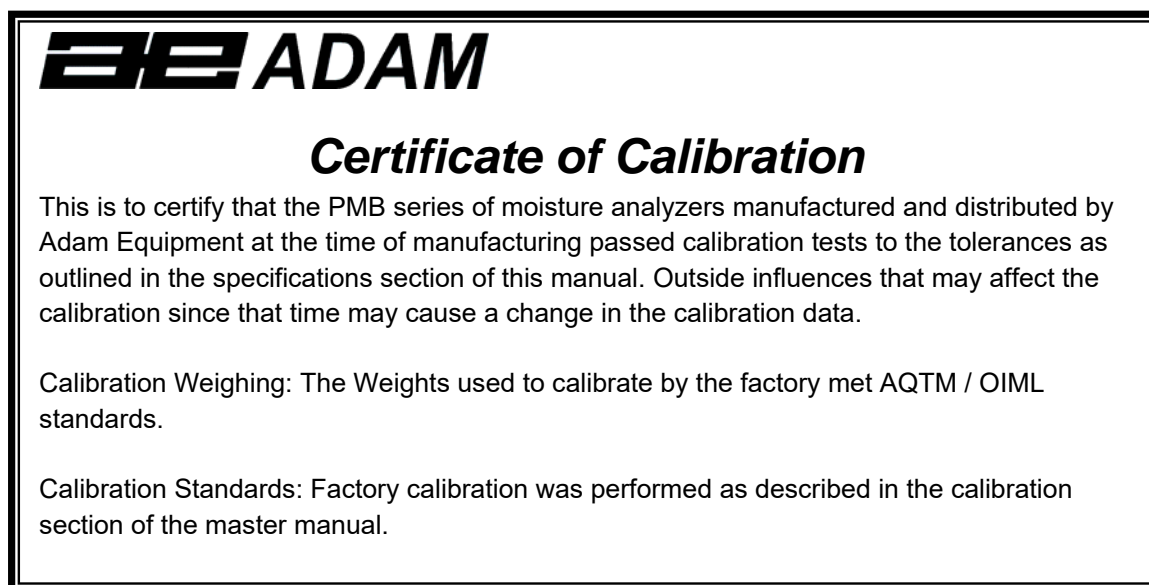 ae ADAM
Certificate of Calibration
This is to certify that the PMB series of moisture analyzers manufactured and distributed by
Adam Equipment at the time of manufacturing passed calibration tests to the tolerances as
outlined in the specifications section of this manual. Outside influences that may affect the
calibration since that time may cause a change in the calibration data.
Calibration Weighing: The Weights used to calibrate by the factory met AQTM / OIML
standards.
Calibration Standards: Factory calibration was performed as described in the calibration
section of the master manual.